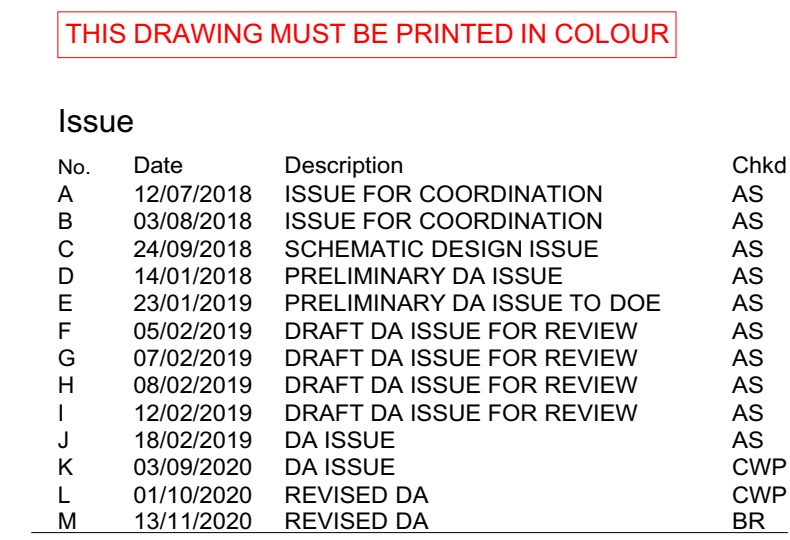 THIS DRAWING MUST BE PRINTED IN COLOUR
Issue
No. Date Description Chkd
A 12/07/2018 ISSUE FOR COORDINATION AS
B 03/08/2018 ISSUE FOR COORDINATION AS
C 24/09/2018 SCHEMATIC DESIGN ISSUE AS
D 14/01/2018 PRELIMINARY DA ISSUE AS
E 23/01/2019 PRELIMINARY DA ISSUE TO DOE AS
F 05/02/2019 DRAFT DA ISSUE FOR REVIEW AS
G 07/02/2019 DRAFT DA ISSUE FOR REVIEW AS
H 08/02/2019 DRAFT DA ISSUE FOR REVIEW AS
I 12/02/2019 DRAFT DA ISSUE FOR REVIEW AS
J 18/02/2019 DA ISSUE AS
K 03/09/2020 DA ISSUE CWP
L 01/10/2020 REVISED DA CWP
M 13/11/2020 REVISED DA BR